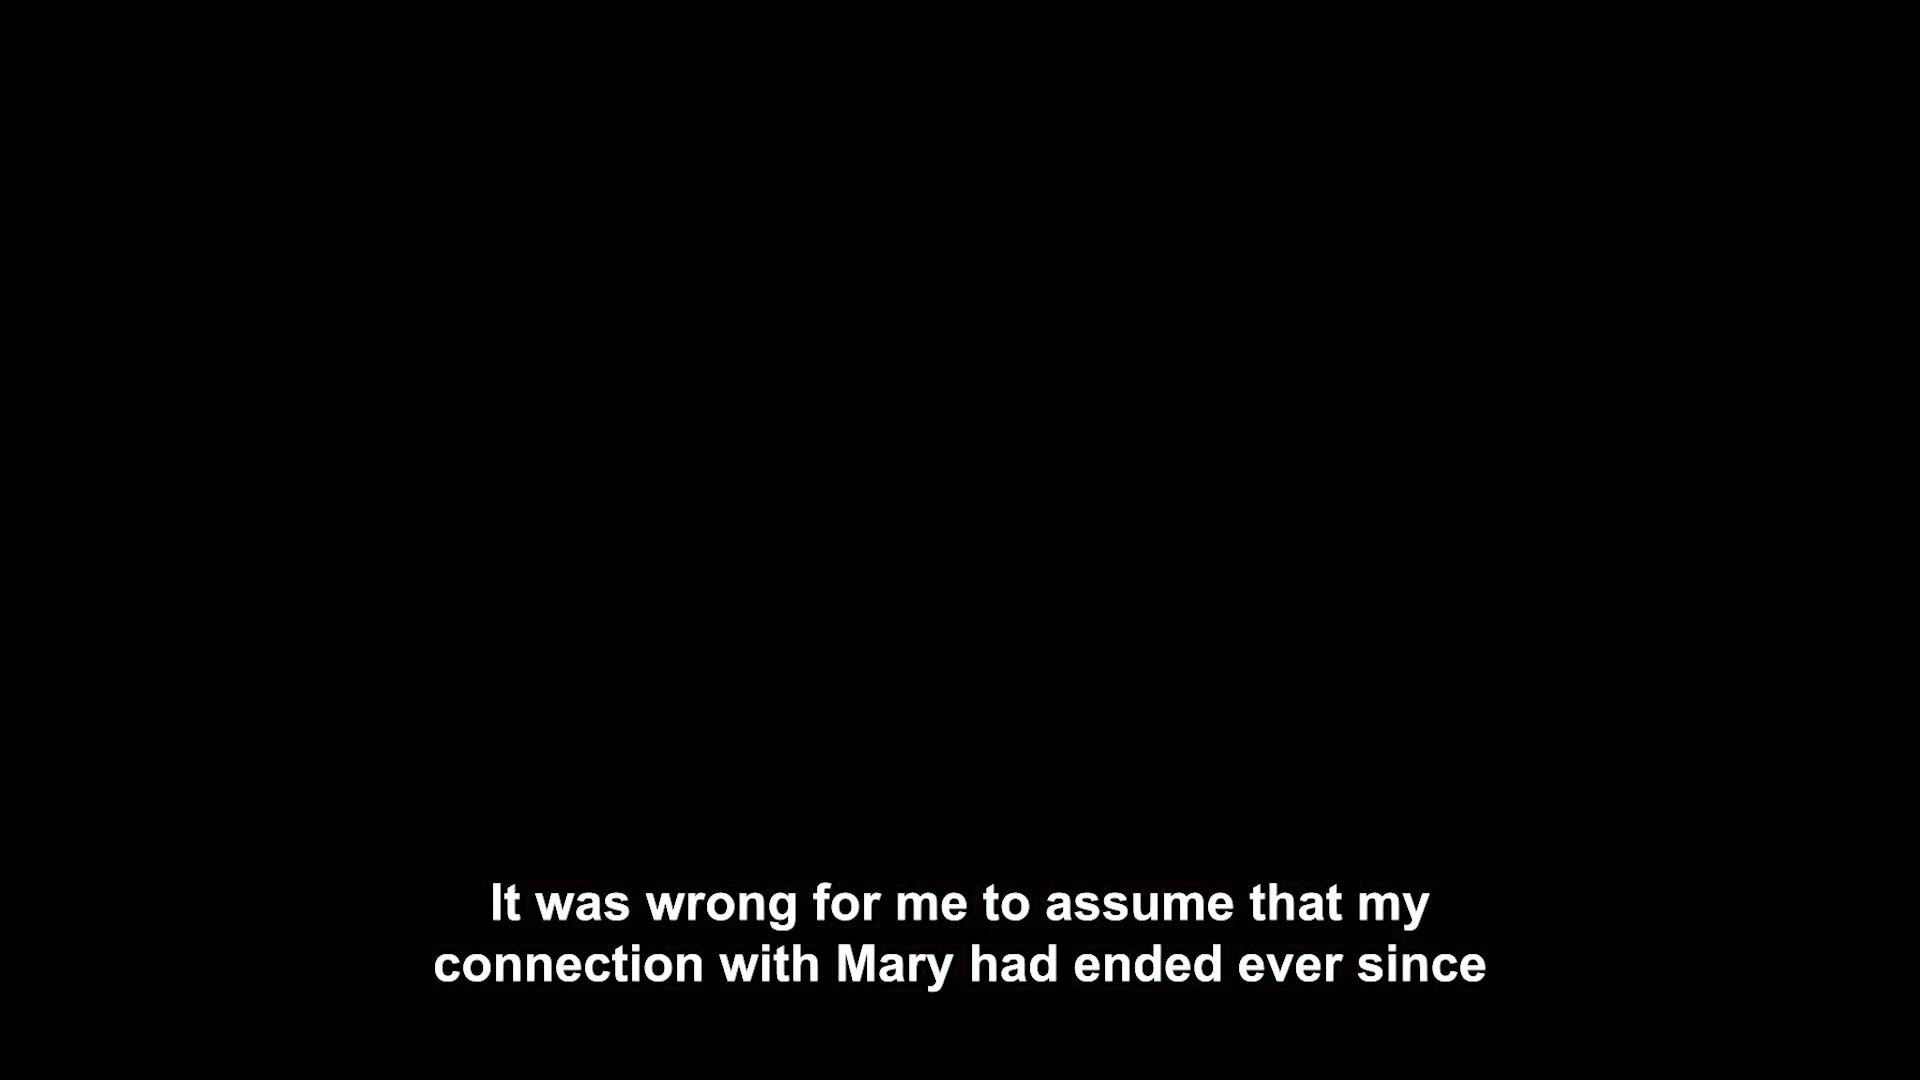 It was wrong for me to assume that my
connection with Mary had ended ever since